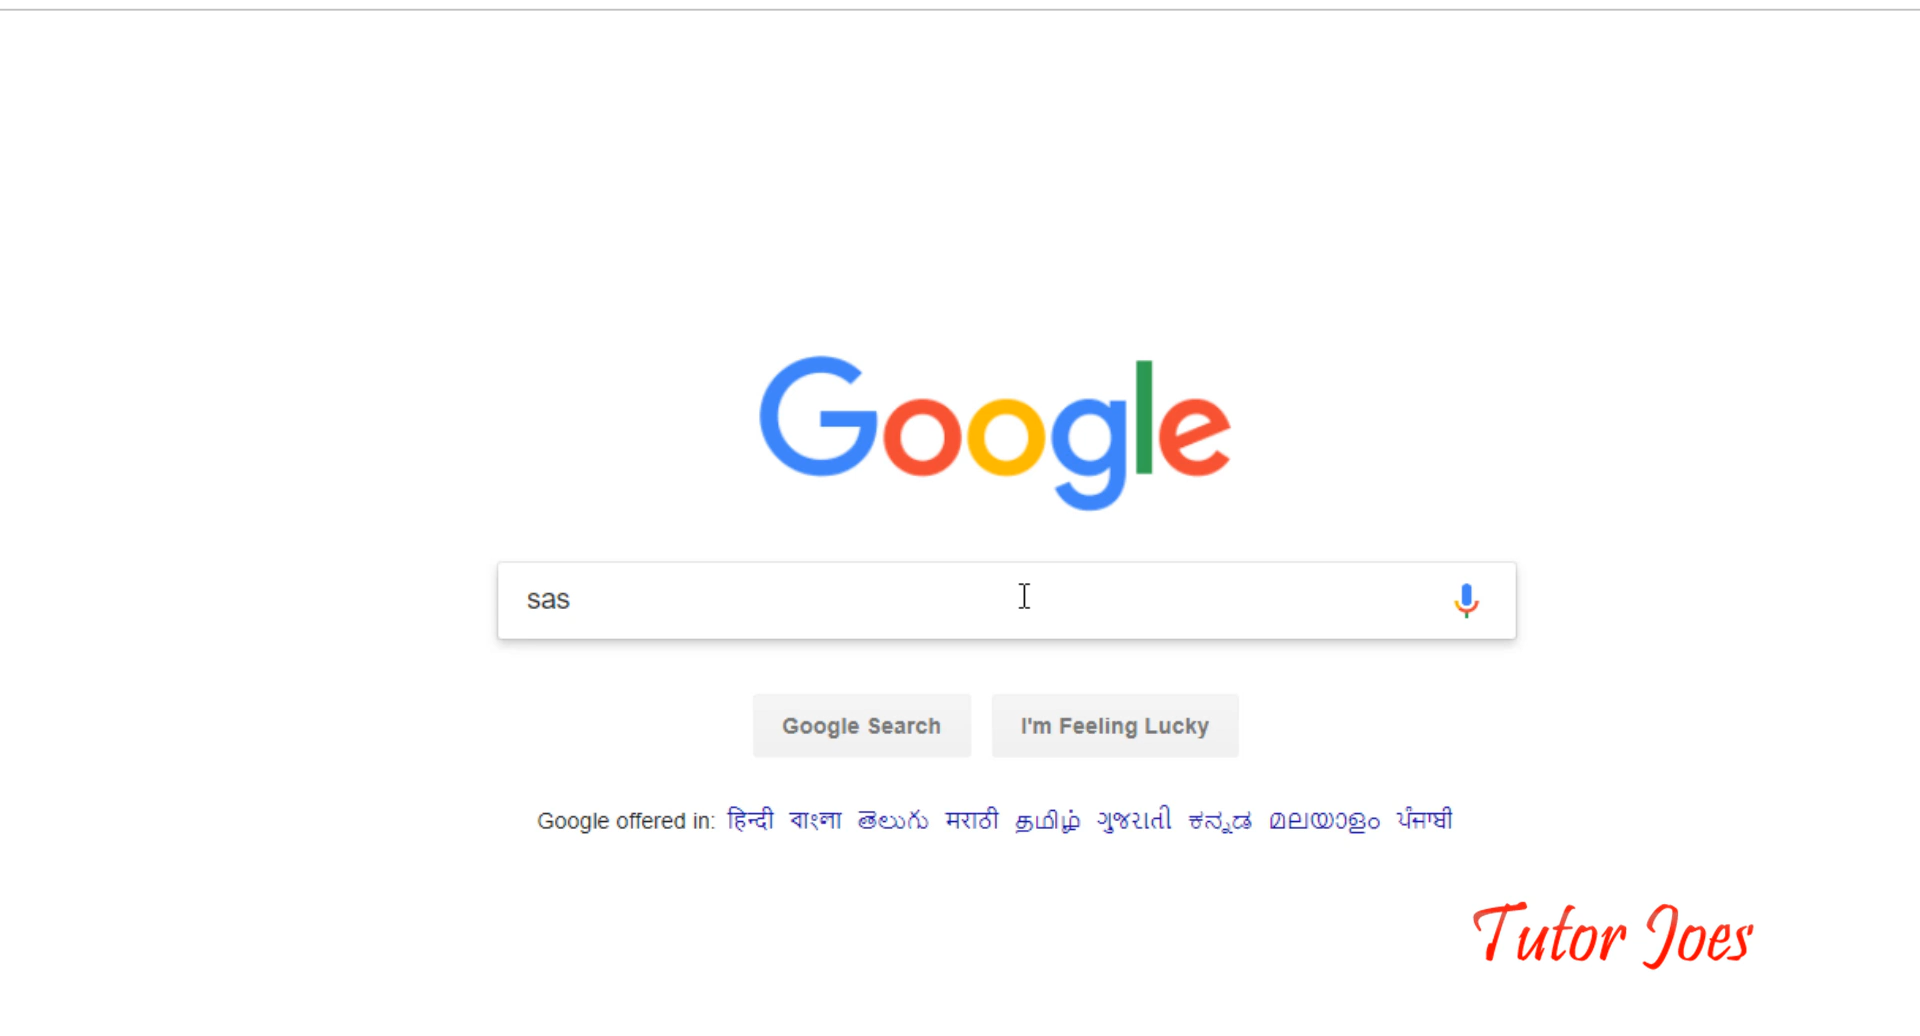 Google
sas
Google Search I'm Feeling Lucky
Google offered in: हिन्दी বাংলা తెలుగు मराठी தமிழ் ગુજરાતી ಕನ್ನಡ മലയാളം ਪੰਜਾਬੀ
Tutor Joes